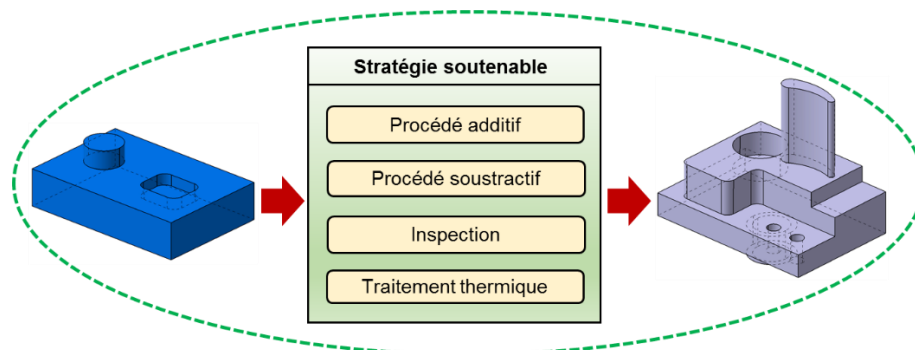 Stratégie soutenable
Procédé additif
Procédé soustractif
Inspection
Traitement thermique